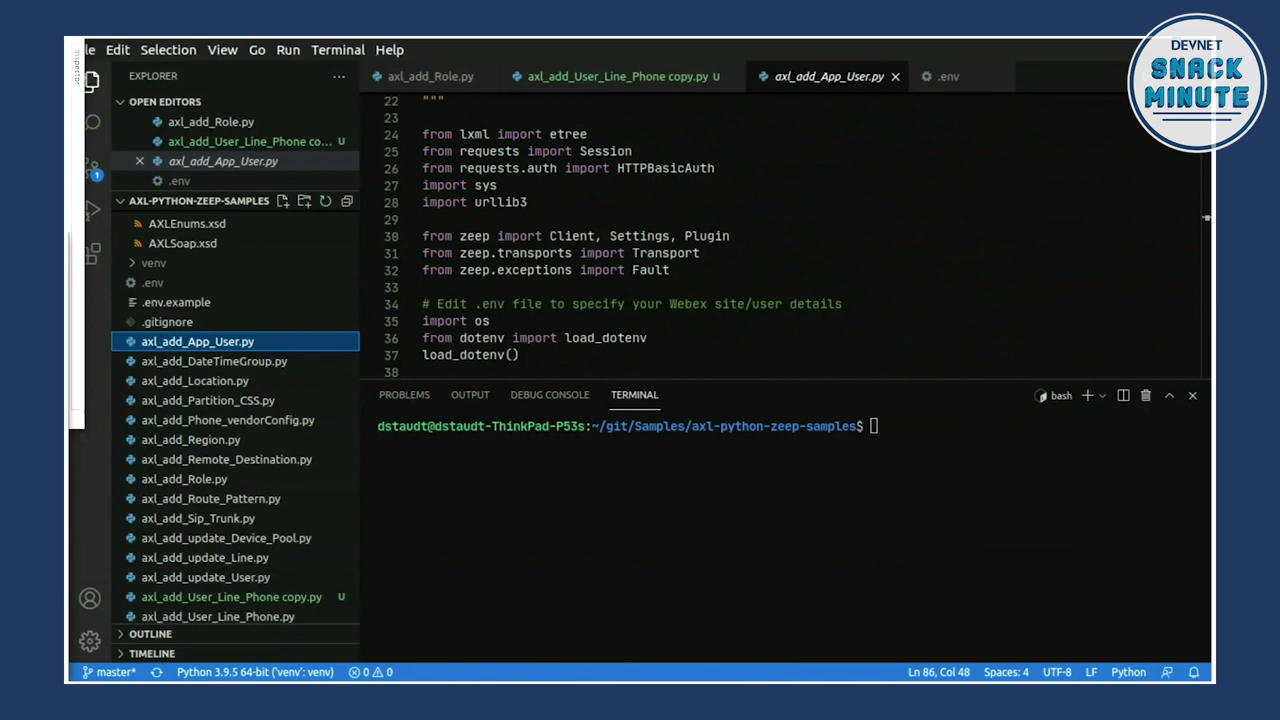 DEVNET
SNACK
MINUTE
inspector
le Edit Selection View Go Run Terminal Help
EXPLORER ...
OPEN EDITORS
axl_add_Role.py
axl_add_User_Line_Phone co... U
axl_add_App_User.py
.env
AXL-PYTHON-ZEEP-SAMPLES
AXLEnums.xsd
AXLSoap.xsd
venv
.env
.env.example
.gitignore
axl_add_App_User.py
axl_add_DateTimeGroup.py
axl_add_Location.py
axl_add_Partition_CSS.py
axl_add_Phone_vendorConfig.py
axl_add_Region.py
axl_add_Remote_Destination.py
axl_add_Role.py
axl_add_Route_Pattern.py
axl_add_Sip_Trunk.py
axl_add_update_Device_Pool.py
axl_add_update_Line.py
axl_add_update_User.py
axl_add_User_Line_Phone copy.py U
axl_add_User_Line_Phone.py
OUTLINE
TIMELINE
1
axl_add_Role.py axl_add_User_Line_Phone copy.py U axl_add_App_User.py .env
22 """
23
24 from lxml import etree
25 from requests import Session
26 from requests.auth import HTTPBasicAuth
27 import sys
28 import urllib3
29
30 from zeep import Client, Settings, Plugin
31 from zeep.transports import Transport
32 from zeep.exceptions import Fault
33
34 # Edit .env file to specify your Webex site/user details
35 import os
36 from dotenv import load_dotenv
37 load_dotenv()
38
PROBLEMS OUTPUT DEBUG CONSOLE TERMINAL bash
dstaudt@dstaudt-ThinkPad-P53s:~/git/Samples/axl-python-zeep-samples$
master* Python 3.9.5 64-bit ('venv': venv) 0 0 Ln 86, Col 48 Spaces: 4 UTF-8 LF Python